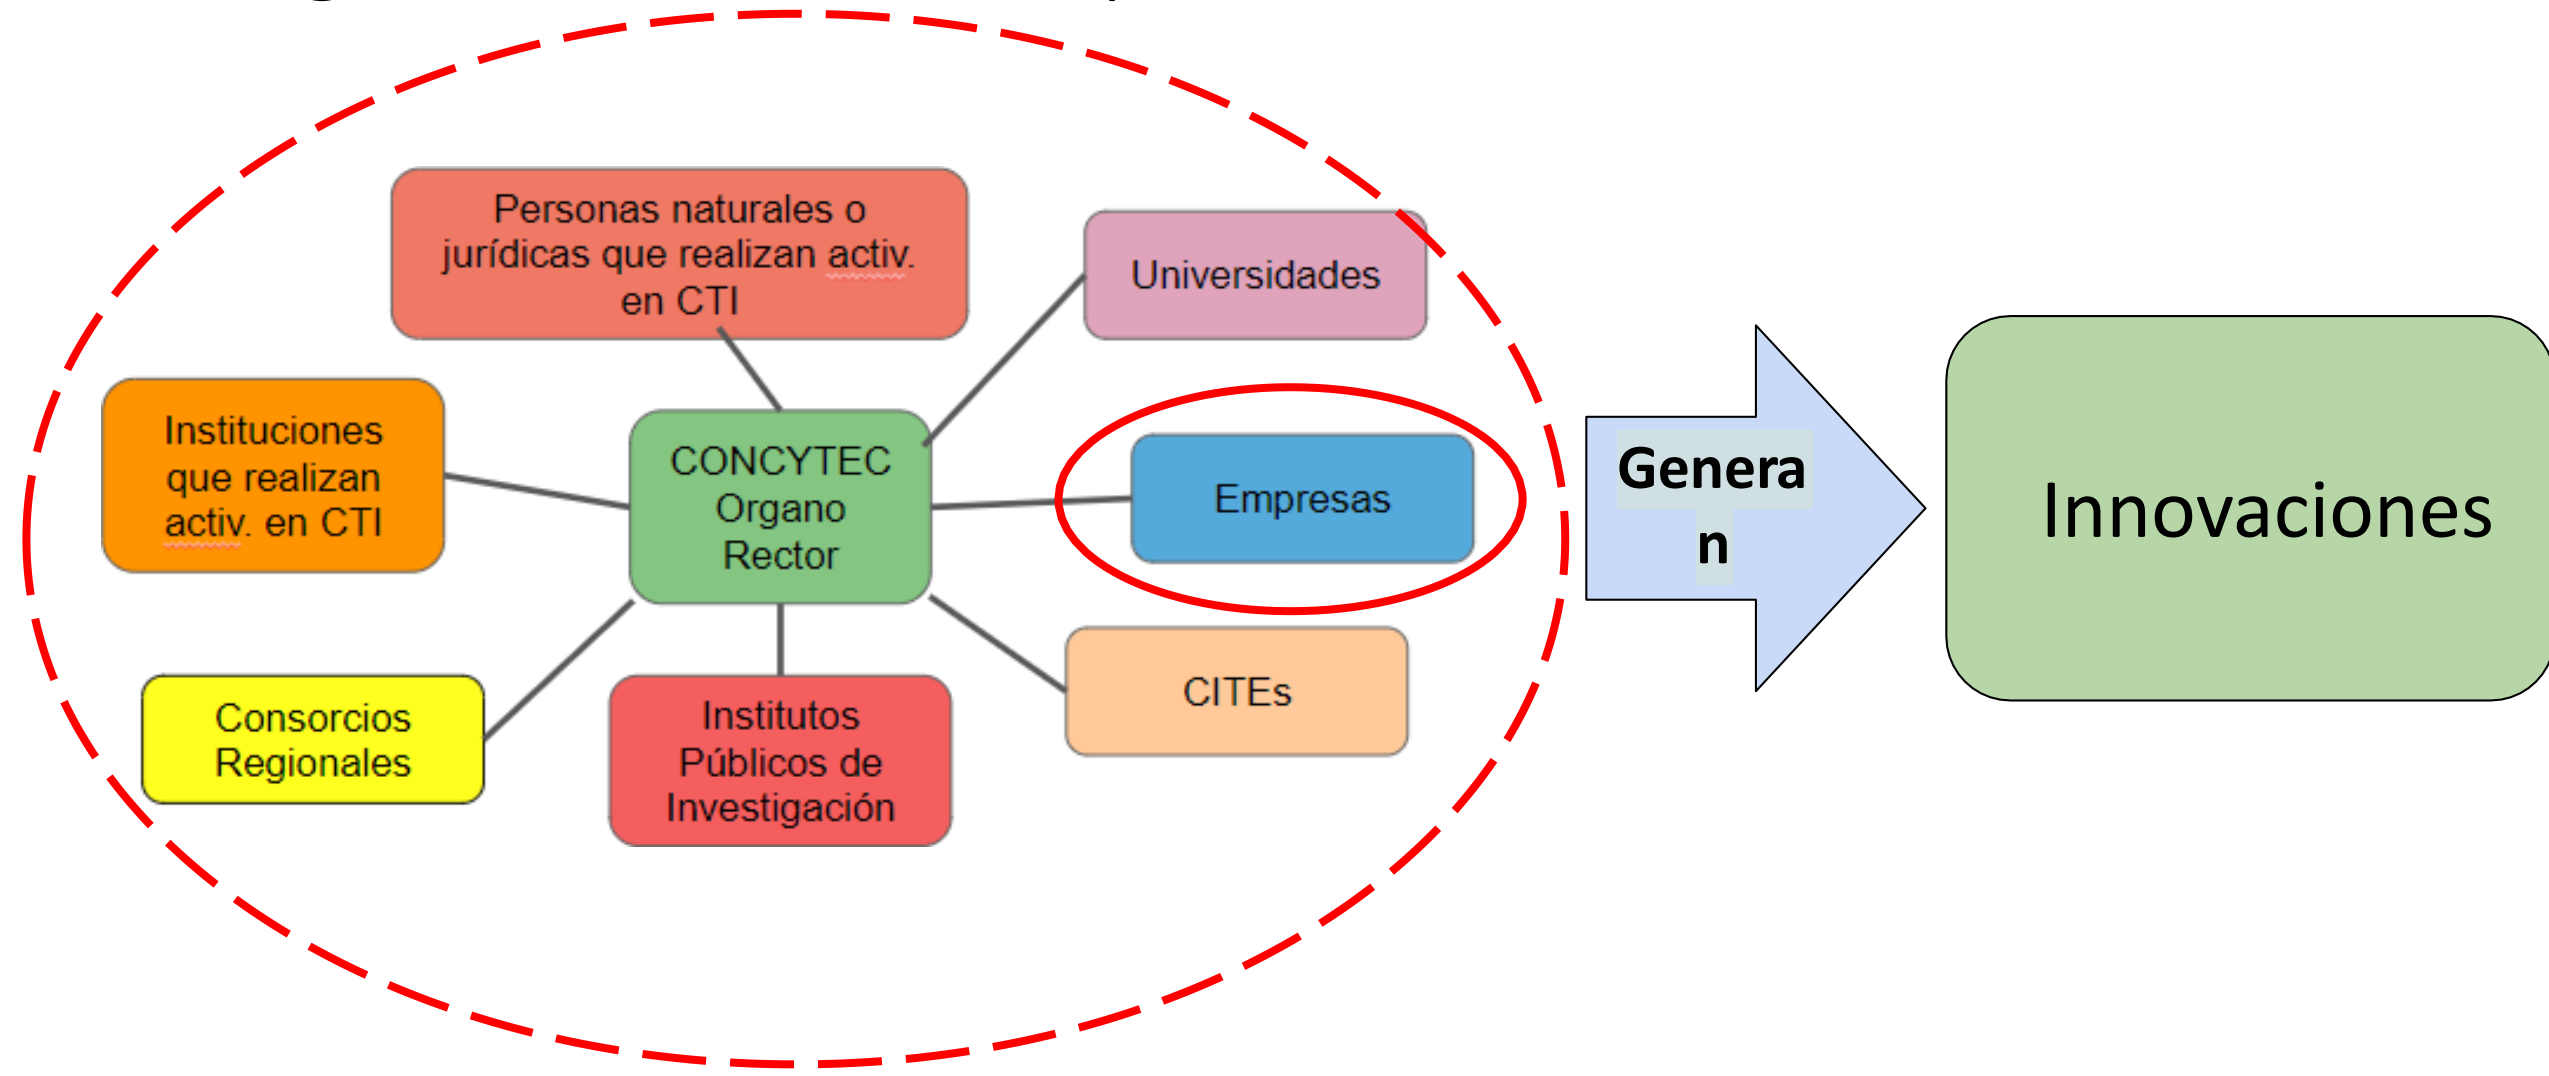 Personas naturales o
jurídicas que realizan activ.
en CTI
Universidades
Instituciones
que realizan
activ. en CTI
CONCYTEC
Organo
Rector
Empresas
Genera
n
Innovaciones
Consorcios
Regionales
Institutos
Públicos de
Investigación
CITEs